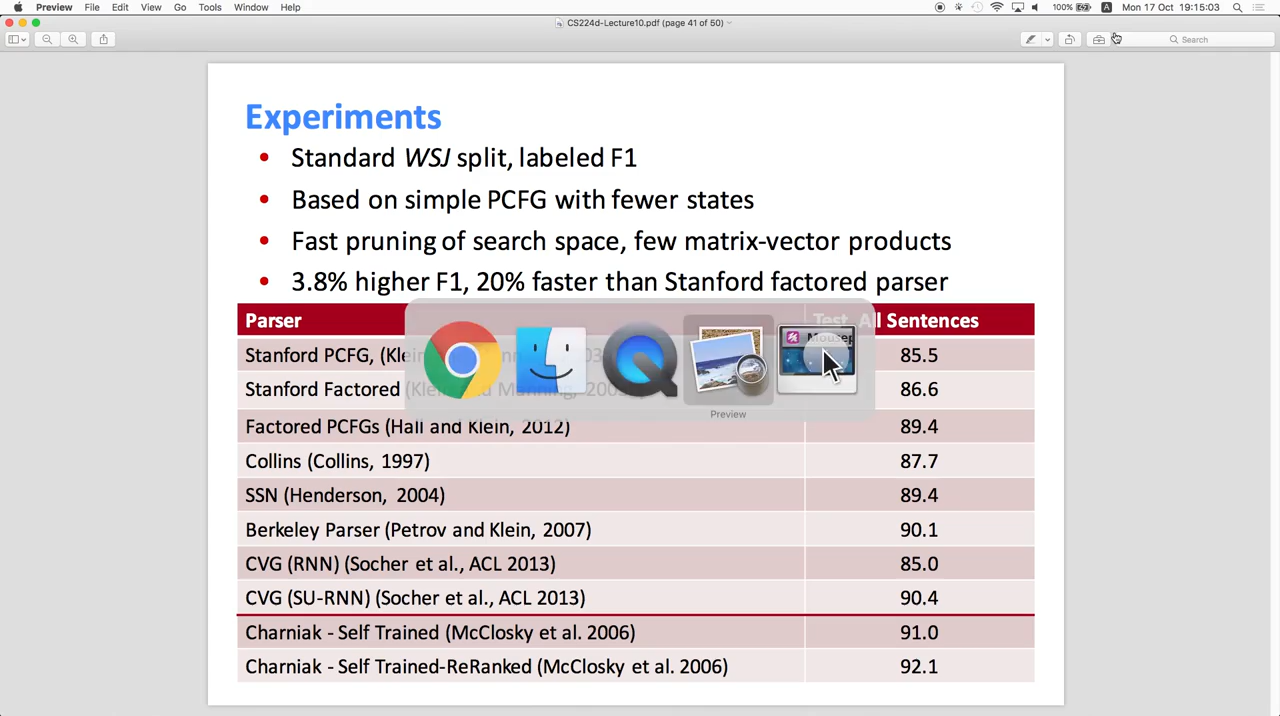 Preview File Edit View Go Tools Window Help 100% A Mon 17 Oct 19:15:03
CS224d-Lecture10.pdf (page 41 of 50)
Search
Experiments
• Standard WSJ split, labeled F1
• Based on simple PCFG with fewer states
• Fast pruning of search space, few matrix-vector products
• 3.8% higher F1, 20% faster than Stanford factored parser
Parser Test, All Sentences
Stanford PCFG, (Klein 85.5
Stanford Factored (Klein and Manning, 86.6
Factored PCFGs (Hall and Klein, 2012) 89.4
Preview
Collins (Collins, 1997) 87.7
SSN (Henderson, 2004) 89.4
Berkeley Parser (Petrov and Klein, 2007) 90.1
CVG (RNN) (Socher et al., ACL 2013) 85.0
CVG (SU-RNN) (Socher et al., ACL 2013) 90.4
Charniak - Self Trained (McClosky et al. 2006) 91.0
Charniak - Self Trained-ReRanked (McClosky et al. 2006) 92.1